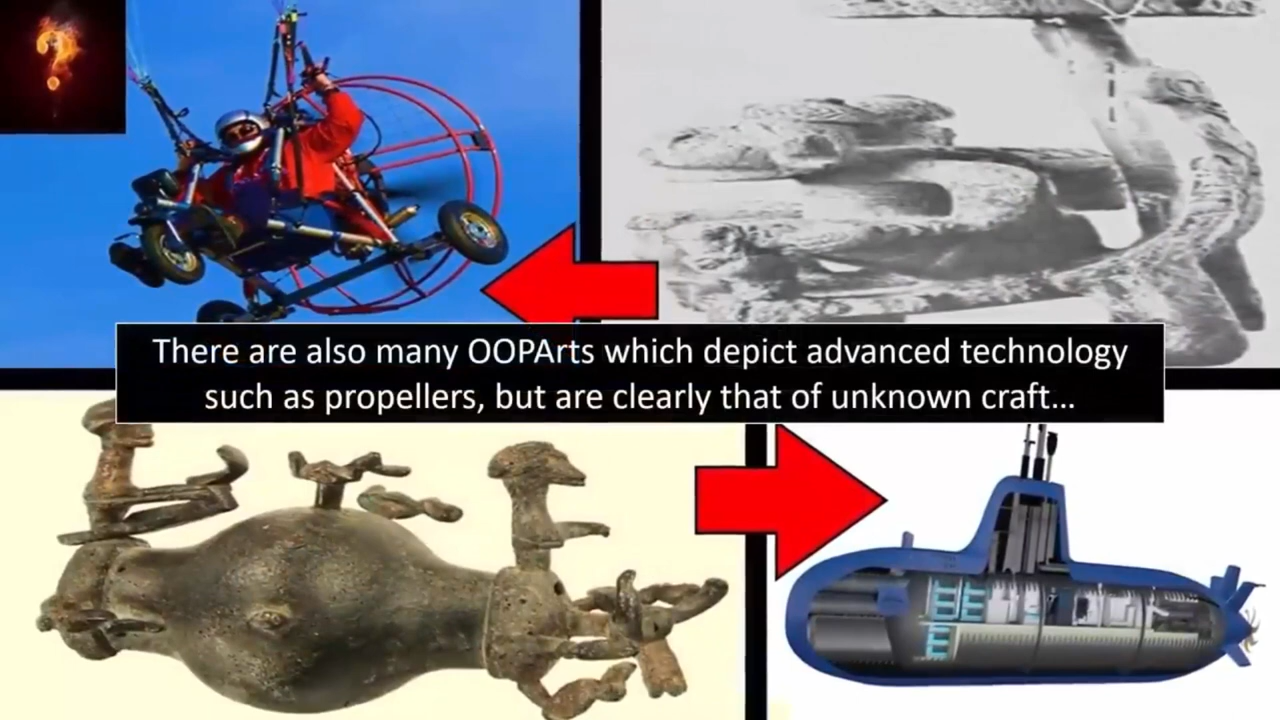 There are also many OOPArts which depict advanced technology
such as propellers, but are clearly that of unknown craft...